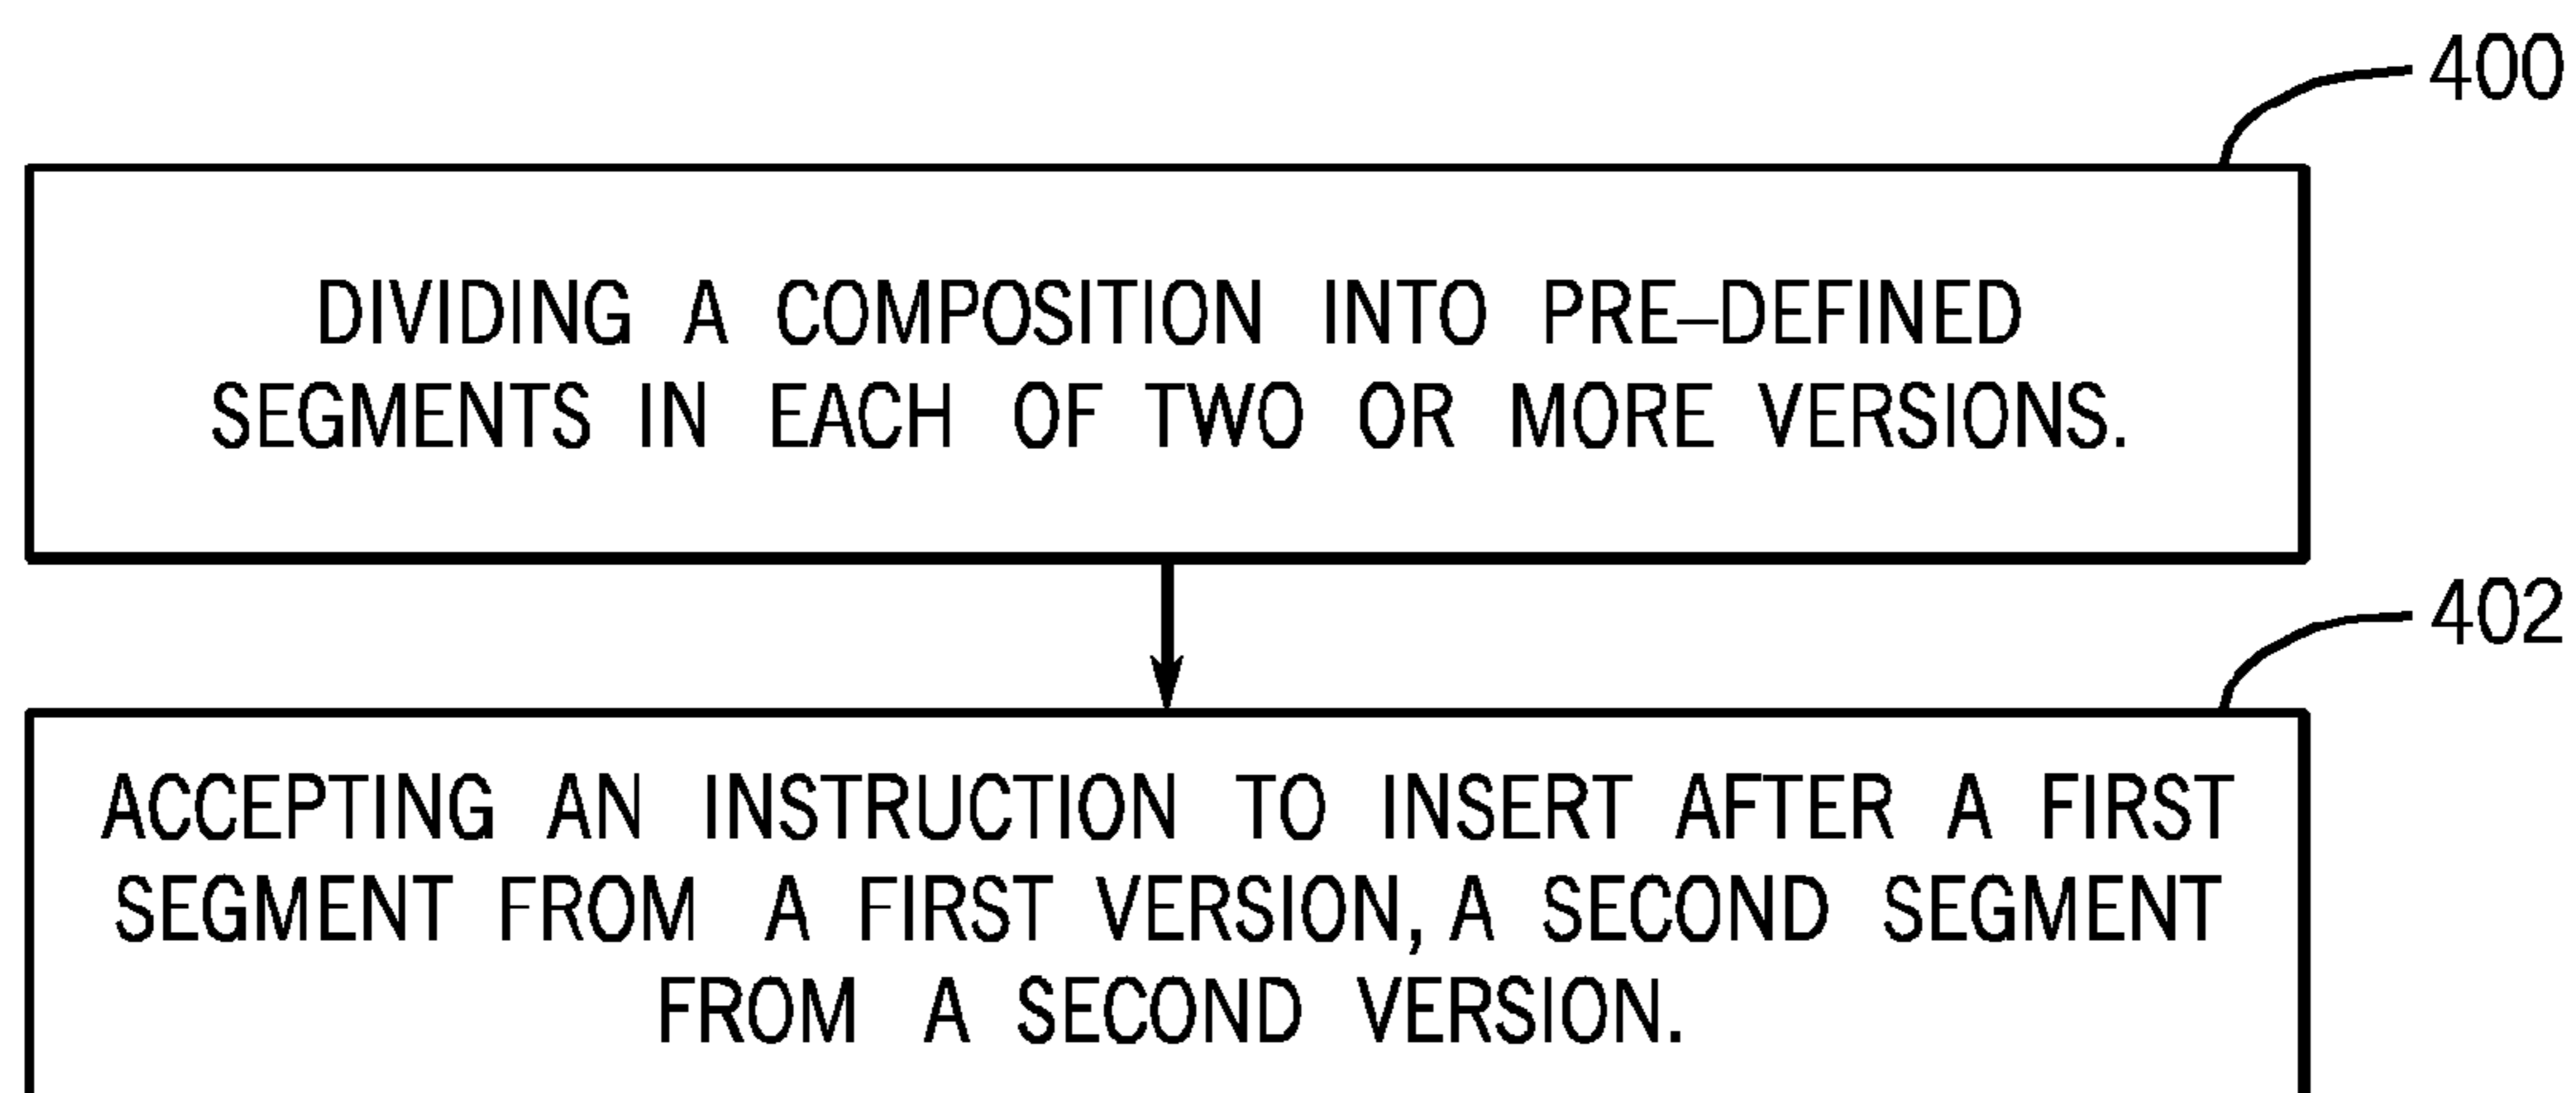 400
DIVIDING A COMPOSITION INTO PRE–DEFINED
SEGMENTS IN EACH OF TWO OR MORE VERSIONS.
402
ACCEPTING AN INSTRUCTION TO INSERT AFTER A FIRST
SEGMENT FROM A FIRST VERSION, A SECOND SEGMENT
FROM A SECOND VERSION.